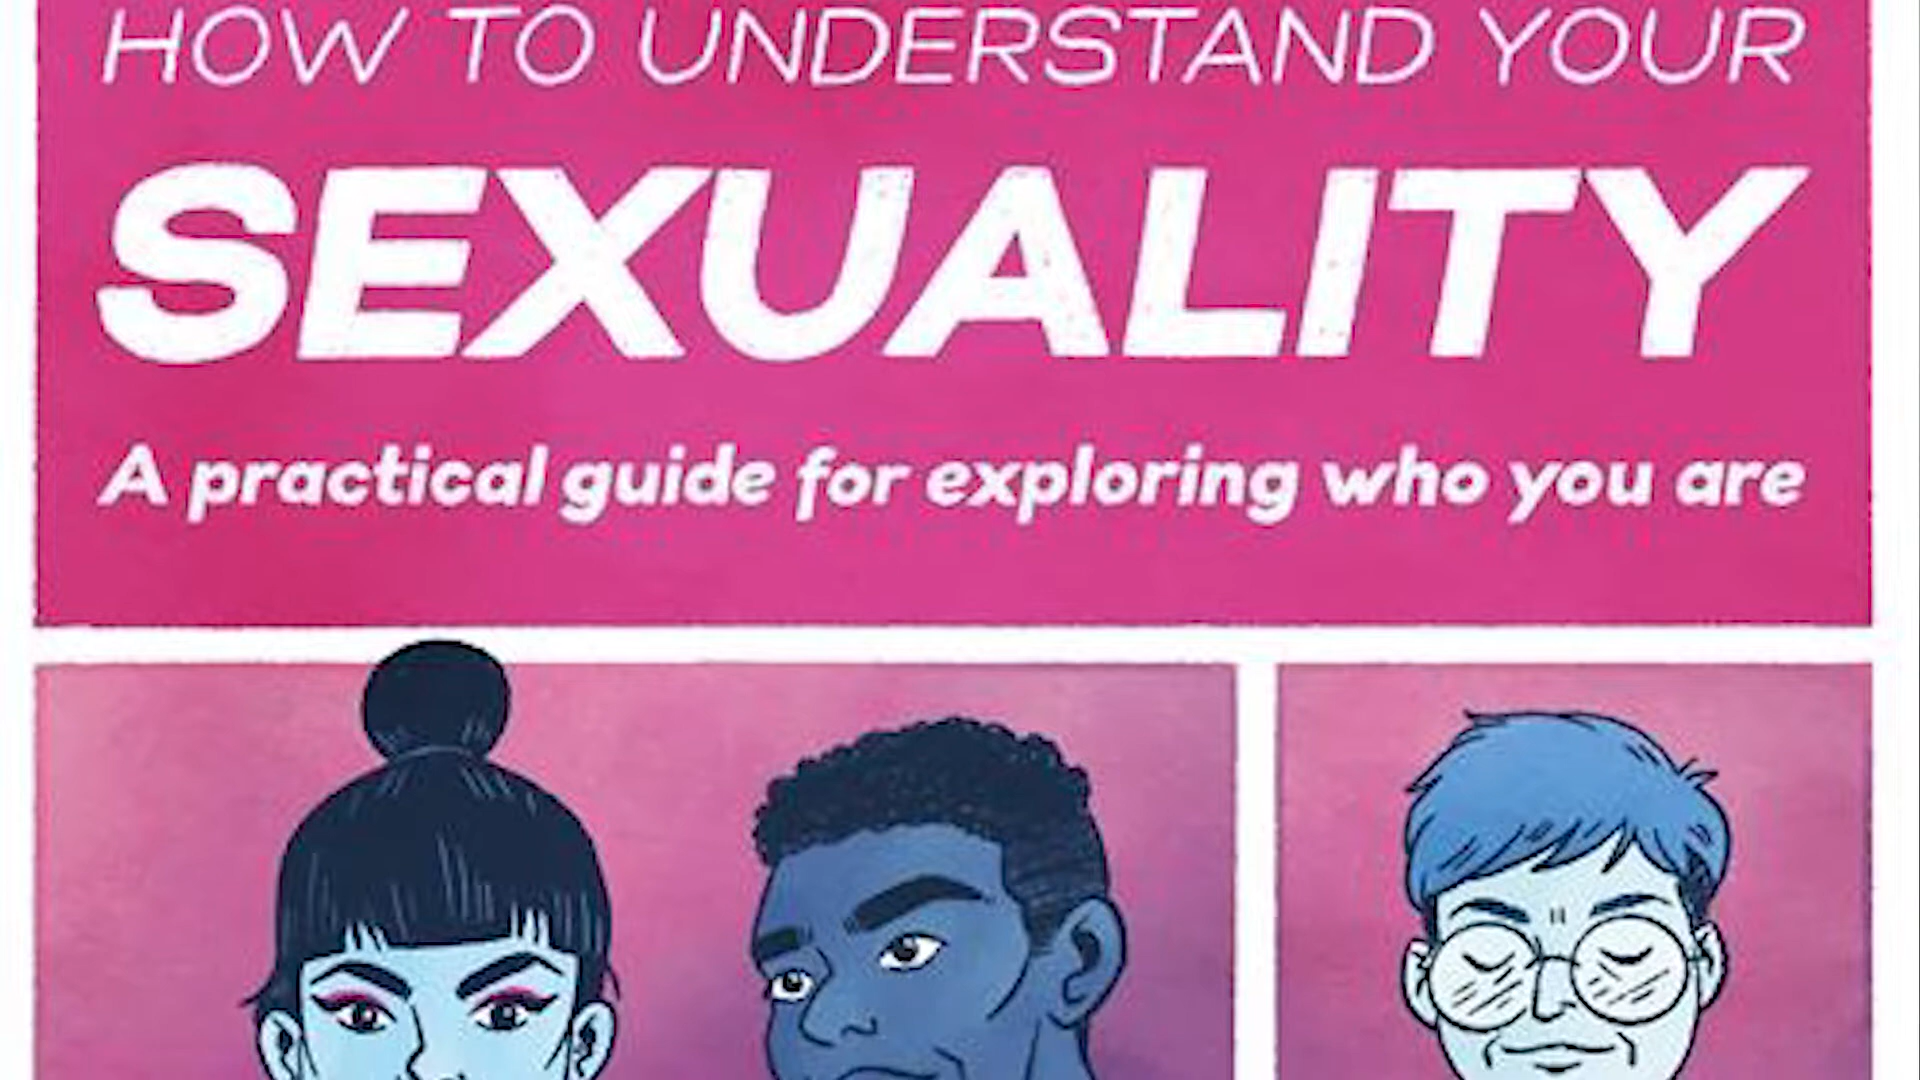 HOW TO UNDERSTAND YOUR
SEXUALITY
A practical guide for exploring who you are